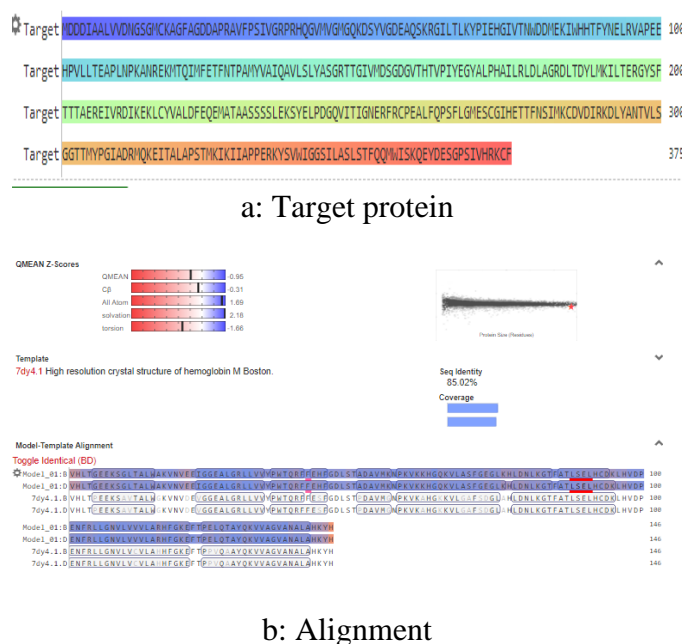 Target MDDDIAALVVDNGSGMCKAGFAGDDAPRAVFPSIVGRPRHQGVMVGMGQKDSYVGDEAQSKRGILTLKYPIEHGIVTNWDDMEKIWHHTFYNELRVAPEE 100
Target HPVLLTEAPLNPKANREKMTQIMFETFNTPAMYVAIQAVLSLYASGRTTGIVMDSGDGVTHTVPIYEGYALPHAILRLDLAGRDLTDYLMKILTERGYSF 200
Target TTTAEREIVRDIKEKLCYVALDFEQEMATAASSSSLEKSYELPDGQVITIGNERFRCPEALFQPSFLGMESCGIHETTFNSIMKCDVDIRKDLYANTVLS 300
Target GGTTMYPGIADRMQKEITALAPSTMKIKIIAPPERKYSVWIGGSILASLSTFQQMWISKQEYDESGPSIVHRKCF 375
a: Target protein
QMEAN Z-Scores
QMEAN -0.95
Cβ -0.31
All Atom 1.69
solvation 2.18
torsion -1.66
Protein Size (Residues)
Template
7dy4.1 High resolution crystal structure of hemoglobin M Boston.
Seq Identity
85.02%
Coverage
Model-Template Alignment
Toggle Identical (BD)
Model_01:B VHLTGEEKSGLTALWAKVNVEEIGGEALGRLLVVYPWTQRFFEHFGDLSTADAVMKNPKVKKHGQKVLASFGEGLKHLDNLKGTFATLSELHCDKLHVDP 100
Model_01:D VHLTGEEKSGLTALWAKVNVEEIGGEALGRLLVVYPWTQRFFEHFGDLSTADAVMKNPKVKKHGQKVLASFGEGLKHLDNLKGTFATLSELHCDKLHVDP 100
7dy4.1.B VHLTPEEKSAVTALWGKVNVDEVGGEALGRLLVVYPWTQRFFESFGDLSTPDAVMGNPKVKAHGKKVLGAFSDGLAHLDNLKGTFATLSELHCDKLHVDP 100
7dy4.1.D VHLTPEEKSAVTALWGKVNVDEVGGEALGRLLVVYPWTQRFFESFGDLSTPDAVMGNPKVKAHGKKVLGAFSDGLAHLDNLKGTFATLSELHCDKLHVDP 100
Model_01:B ENFRLLGNVLVVVLARHFGKEFTPELQTAYQKVVAGVANALAHKYH 146
Model_01:D ENFRLLGNVLVVVLARHFGKEFTPELQTAYQKVVAGVANALAHKYH 146
7dy4.1.B ENFRLLGNVLVCVLAHHFGKEFTPPVQAAYQKVVAGVANALAHKYH 146
7dy4.1.D ENFRLLGNVLVCVLAHHFGKEFTPPVQAAYQKVVAGVANALAHKYH 146
b: Alignment